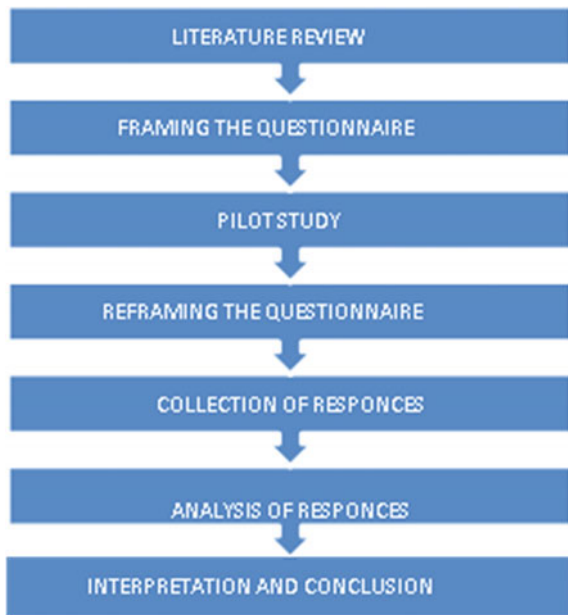 LITERATURE REVIEW
FRAMING THE QUESTIONNAIRE
PILOT STUDY
REFRAMING THE QUESTIONNAIRE
COLLECTION OF RESPONCES
ANALYSIS OF RESPONCES
INTERPRETATION AND CONCLUSION